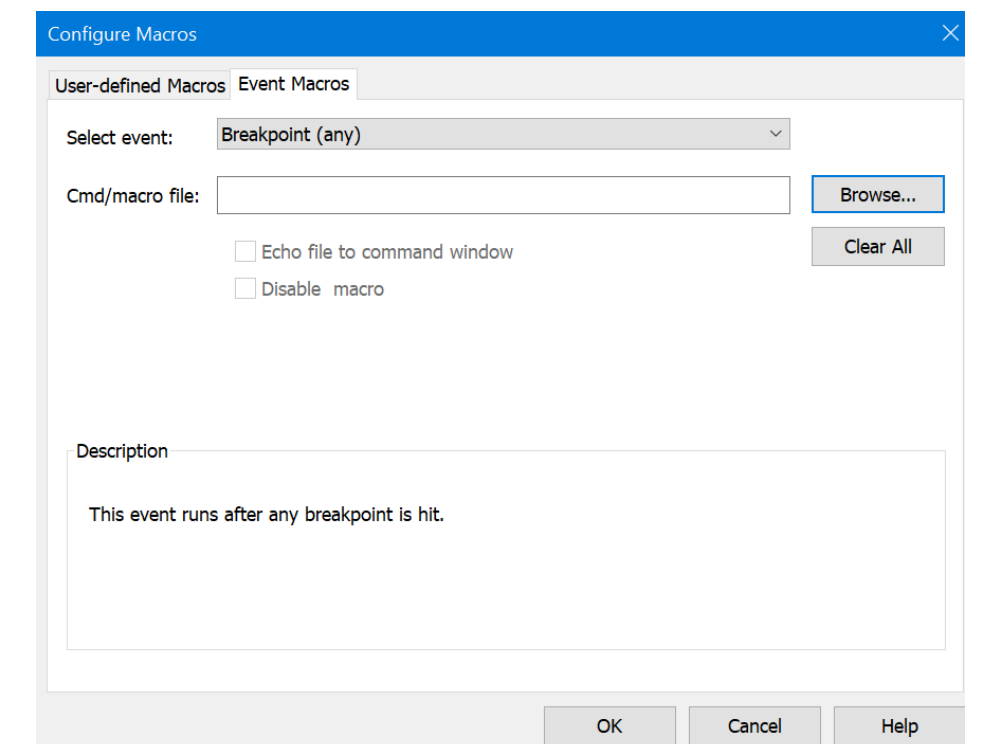 Configure Macros
User-defined Macros Event Macros
Select event: Breakpoint (any)
Cmd/macro file: Browse...
Echo file to command window Clear All
Disable macro
Description
This event runs after any breakpoint is hit.
OK Cancel Help